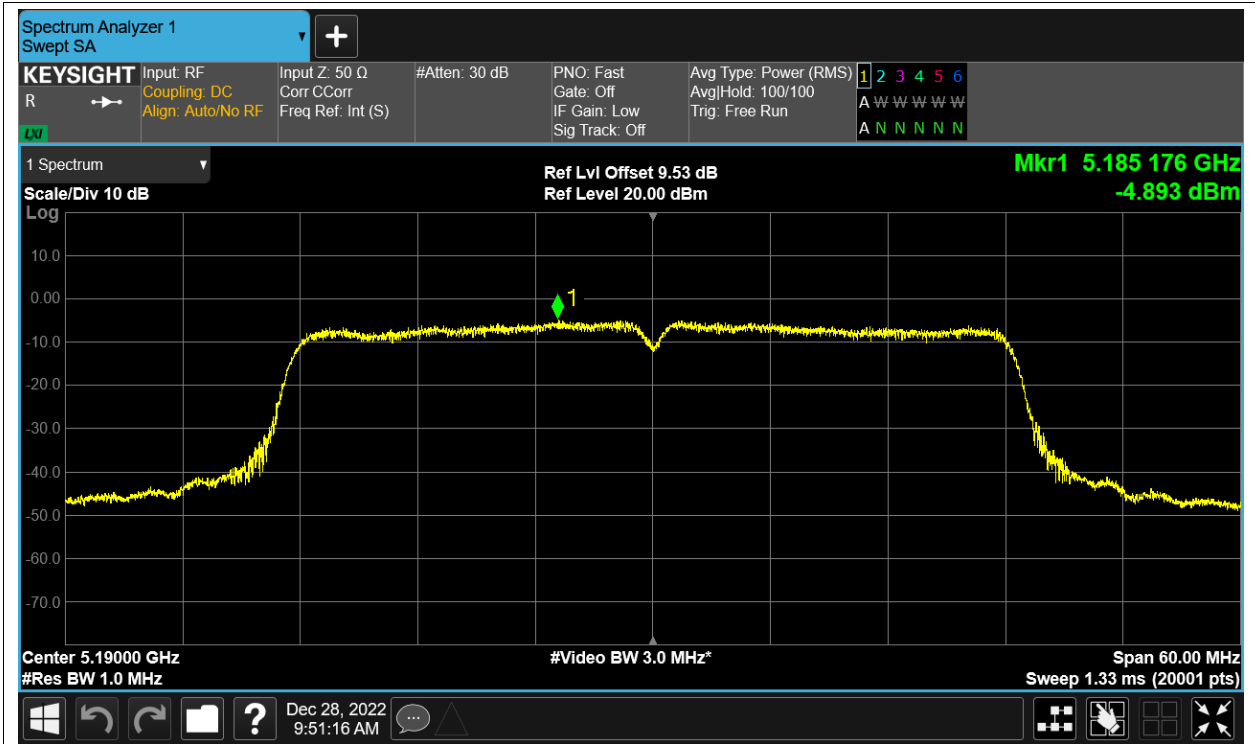 Spectrum Analyzer 1
Swept SA
KEYSIGHT
R
LXI
Input: RF
Coupling: DC
Align: Auto/No RF
Input Z: 50 Ω
Corr CCorr
Freq Ref: Int (S)
#Atten: 30 dB
PNO: Fast
Gate: Off
IF Gain: Low
Sig Track: Off
Avg Type: Power (RMS)
Avg|Hold: 100/100
Trig: Free Run
1 2 3 4 5 6
A W W W W W
A N N N N N
1 Spectrum
Scale/Div 10 dB
Log
Ref Lvl Offset 9.53 dB
Ref Level 20.00 dBm
Mkr1 5.185 176 GHz
-4.893 dBm
10.0
0.00
-10.0
-20.0
-30.0
-40.0
-50.0
-60.0
-70.0
1
Center 5.19000 GHz
#Res BW 1.0 MHz
#Video BW 3.0 MHz*
Span 60.00 MHz
Sweep 1.33 ms (20001 pts)
?
Dec 28, 2022
9:51:16 AM